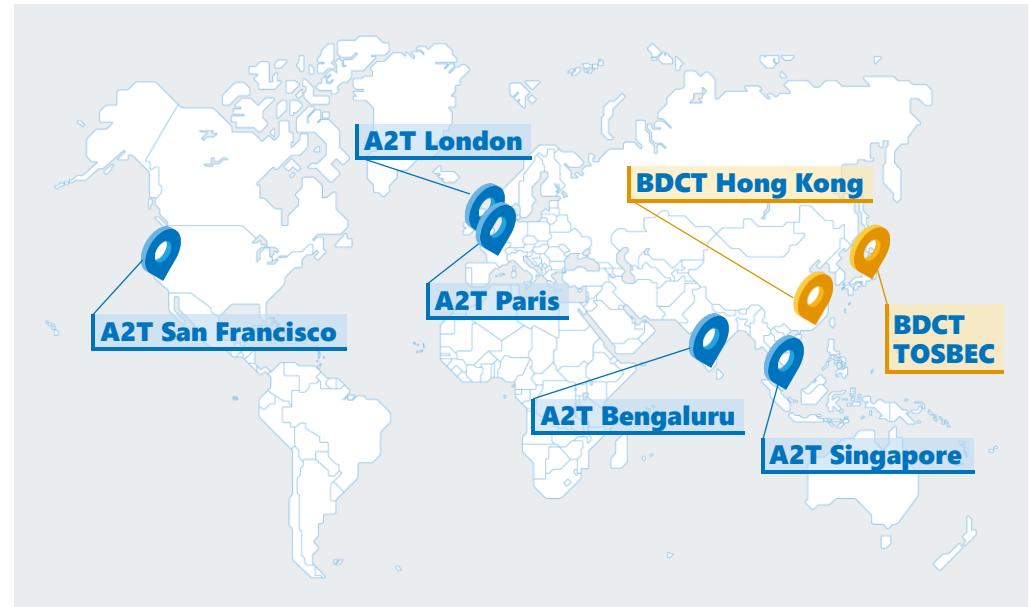 A2T London
BDCT Hong Kong
A2T Paris
A2T San Francisco
BDCT
TOSBEC
A2T Bengaluru
A2T Singapore